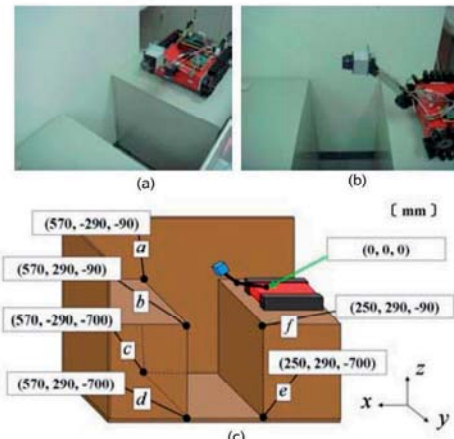 (a)
(b)
[ mm ]
(570, -290, -90)
(0, 0, 0)
a
(570, 290, -90)
b
(250, 290, -90)
f
(570, -290, -700)
c
(250, 290, -700)
(570, 290, -700)
d
e
z
x
y
(c)